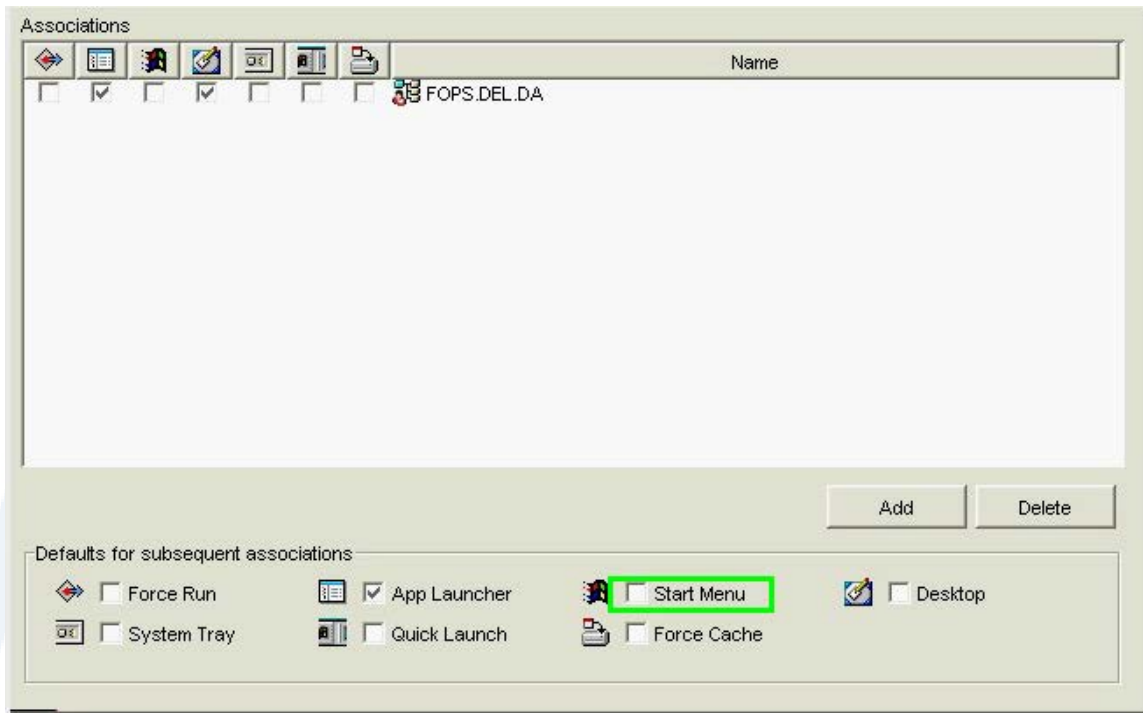 Associations
Name
FOPS.DEL.DA
Add Delete
Defaults for subsequent associations
Force Run App Launcher Start Menu Desktop
System Tray Quick Launch Force Cache